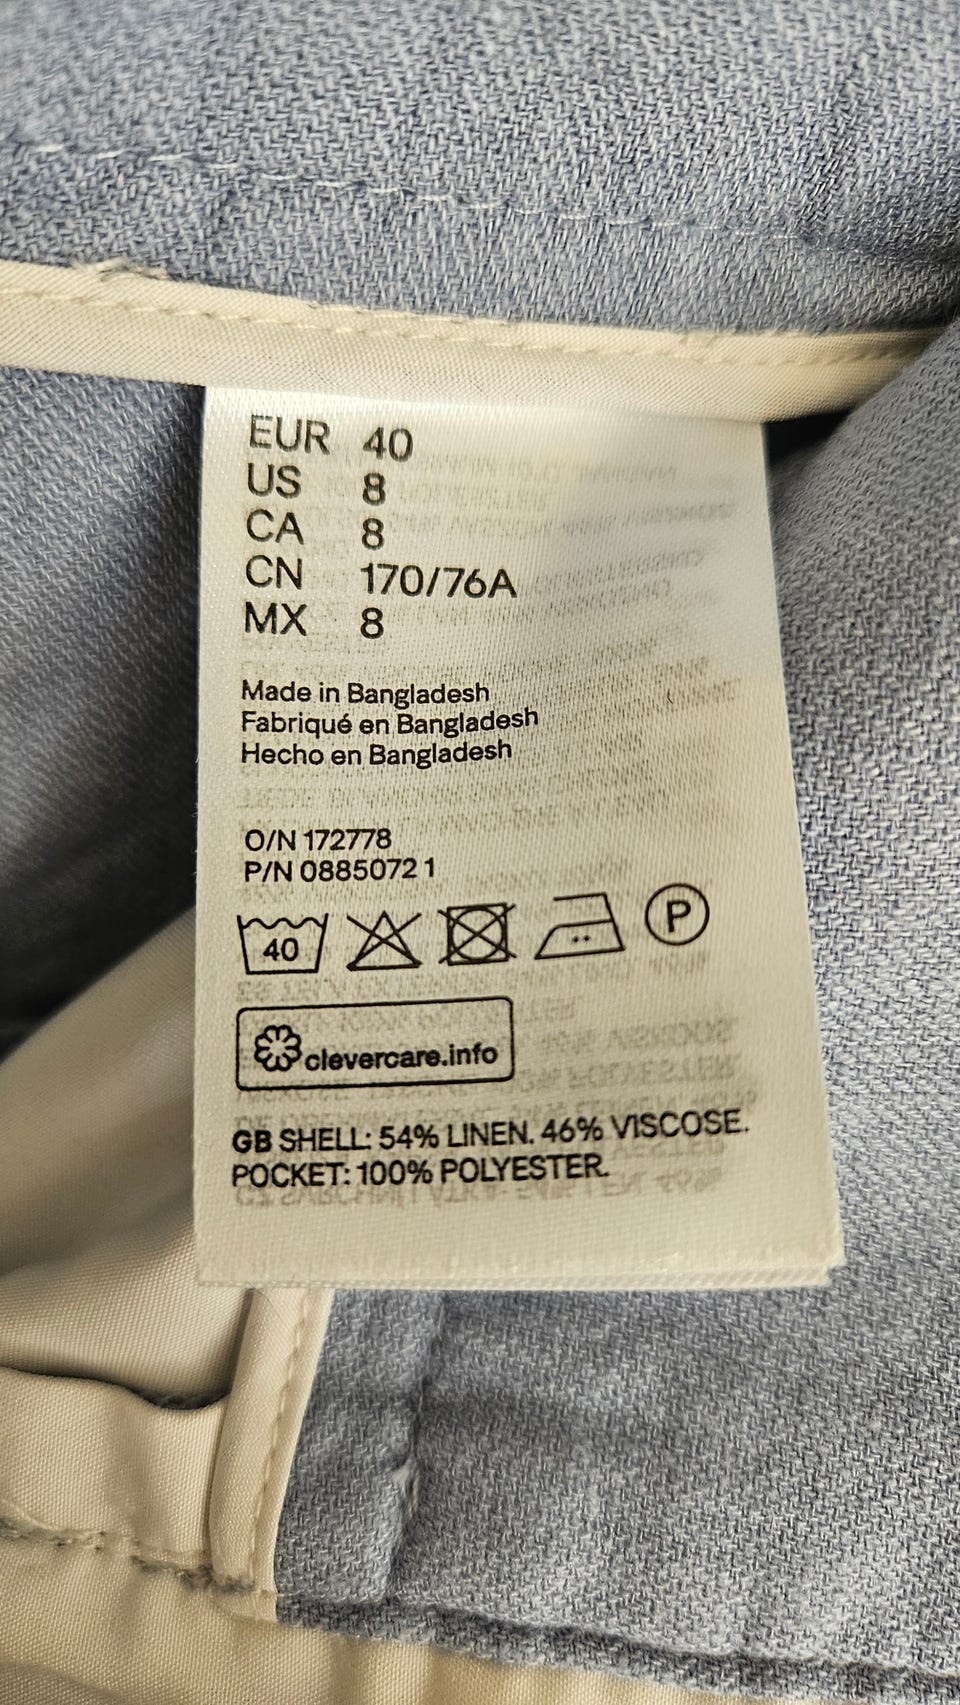 EUR 40
US 8
CA 8
CN 170/76A
MX 8
Made in Bangladesh
Fabriqué en Bangladesh
Hecho en Bangladesh
O/N 172778
P/N 0885072 1
40 P
clevercare.info
GB SHELL: 54% LINEN. 46% VISCOSE.
POCKET: 100% POLYESTER.